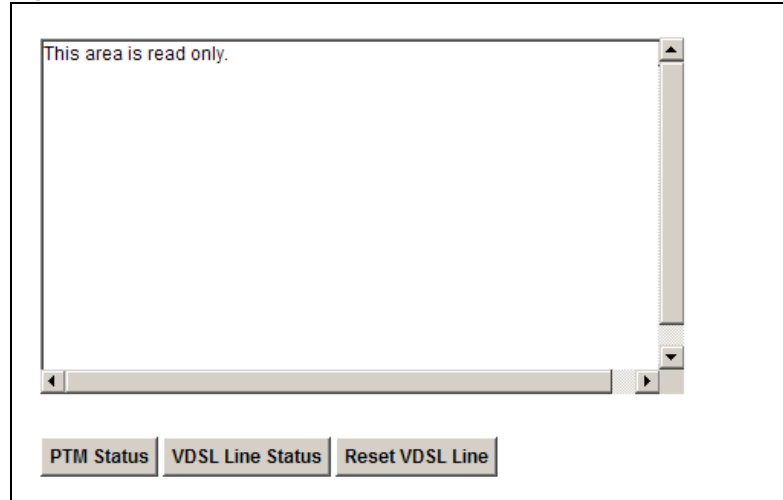 This area is read only.
PTM Status VDSL Line Status Reset VDSL Line